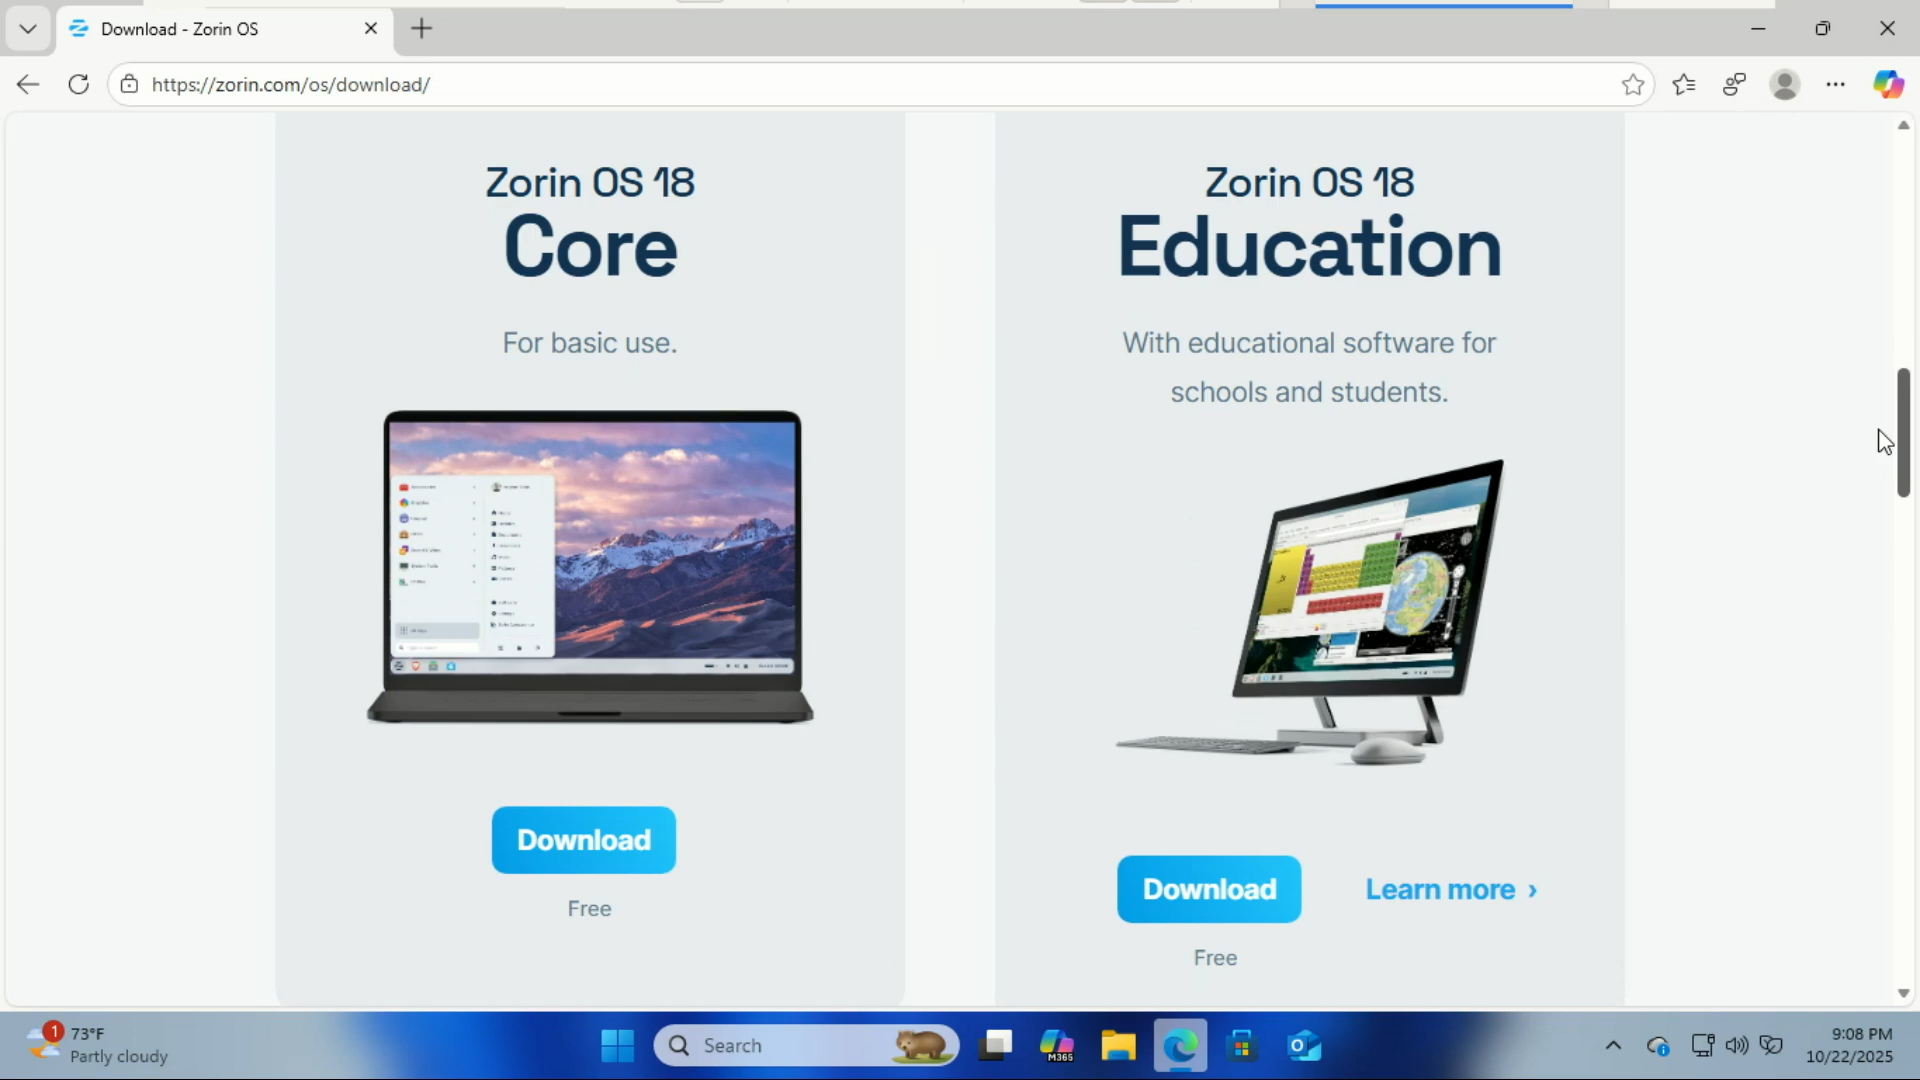 Download - Zorin OS
https://zorin.com/os/download/
Zorin OS 18
Core
For basic use.
Download
Free
Zorin OS 18
Education
With educational software for
schools and students.
Download
Learn more ›
Free
1
73°F
Partly cloudy
Search
M365
9:08 PM
10/22/2025